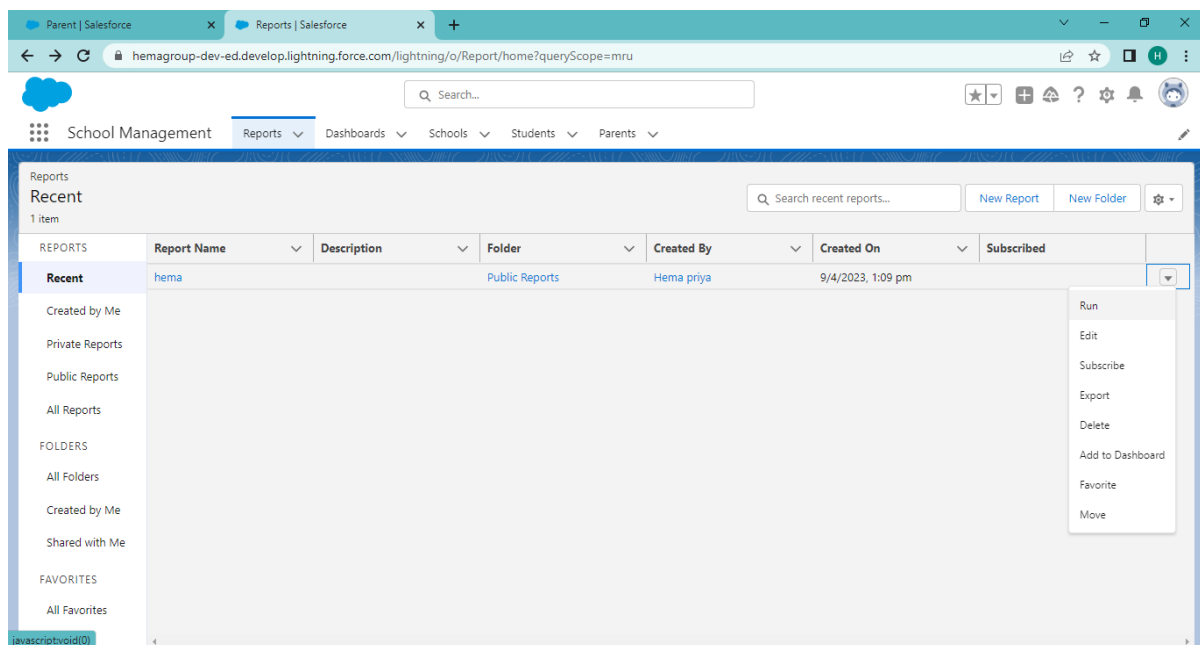 Parent | Salesforce
Reports | Salesforce
hemagroup-dev-ed.develop.lightning.force.com/lightning/o/Report/home?queryScope=mru
H
Search...
School Management Reports Dashboards Schools Students Parents
Reports
Recent
1 item
Search recent reports...
New Report
New Folder
REPORTS Report Name Description Folder Created By Created On Subscribed
Recent hema Public Reports Hema priya 9/4/2023, 1:09 pm
Created by Me
Private Reports
Public Reports
All Reports
FOLDERS
All Folders
Created by Me
Shared with Me
FAVORITES
All Favorites
Run
Edit
Subscribe
Export
Delete
Add to Dashboard
Favorite
Move
javascript:void(0)